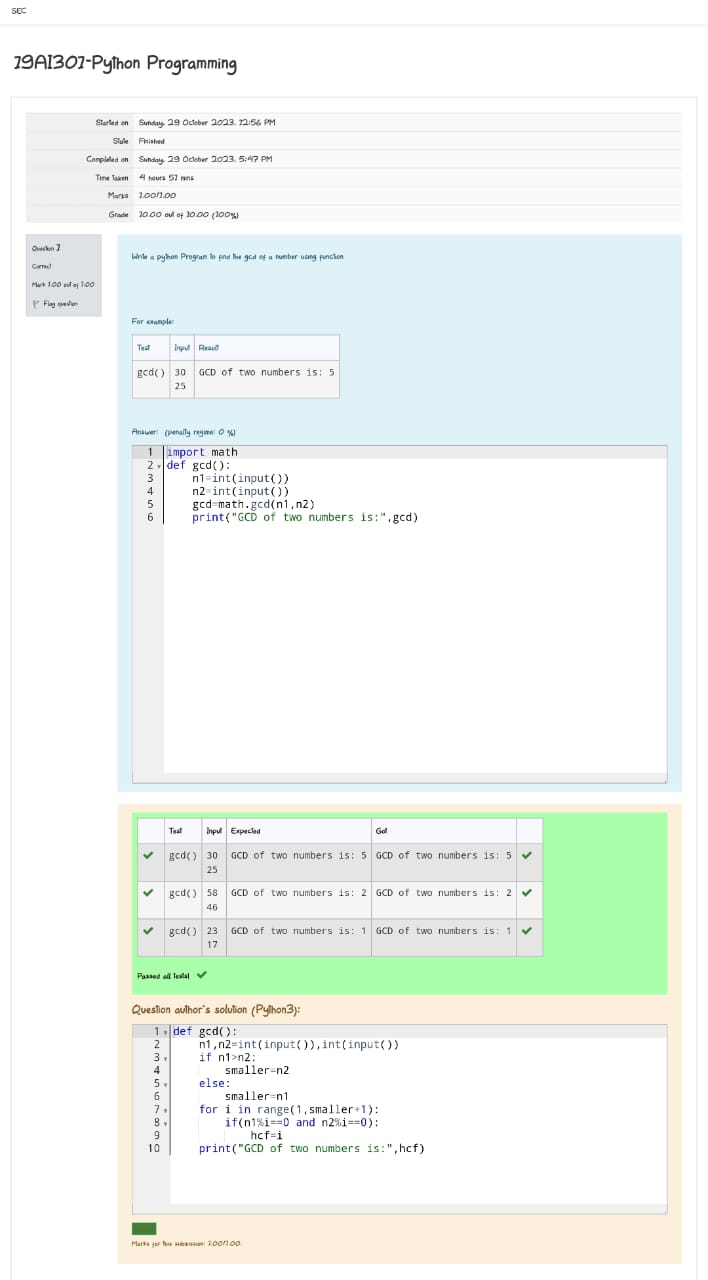 SEC
19AI301-Python Programming
Started on Sunday, 29 October 2023, 12:56 PM
State Finished
Completed on Sunday, 29 October 2023, 5:47 PM
Time taken 4 hours 51 mins
Marks 1.00/1.00
Grade 10.00 out of 10.00 (100%)
Question 1
Correct
Mark 1.00 out of 1.00
Flag question
Write a python Program to find the gcd of a number using function
For example:
Test Input Result
gcd() 30 GCD of two numbers is: 5
25
Answer: (penalty regime: 0 %)
1 import math
2 def gcd():
3 n1=int(input())
4 n2=int(input())
5 gcd=math.gcd(n1,n2)
6 print("GCD of two numbers is:",gcd)
Test Input Expected Got
gcd() 30 GCD of two numbers is: 5 GCD of two numbers is: 5
25
gcd() 58 GCD of two numbers is: 2 GCD of two numbers is: 2
46
gcd() 23 GCD of two numbers is: 1 GCD of two numbers is: 1
17
Passed all tests!
Question author's solution (Python3):
1 def gcd():
2 n1,n2=int(input()),int(input())
3 if n1>n2:
4 smaller=n2
5 else:
6 smaller=n1
7 for i in range(1,smaller+1):
8 if(n1%i==0 and n2%i==0):
9 hcf=i
10 print("GCD of two numbers is:",hcf)
Marks for this submission: 1.00/1.00.